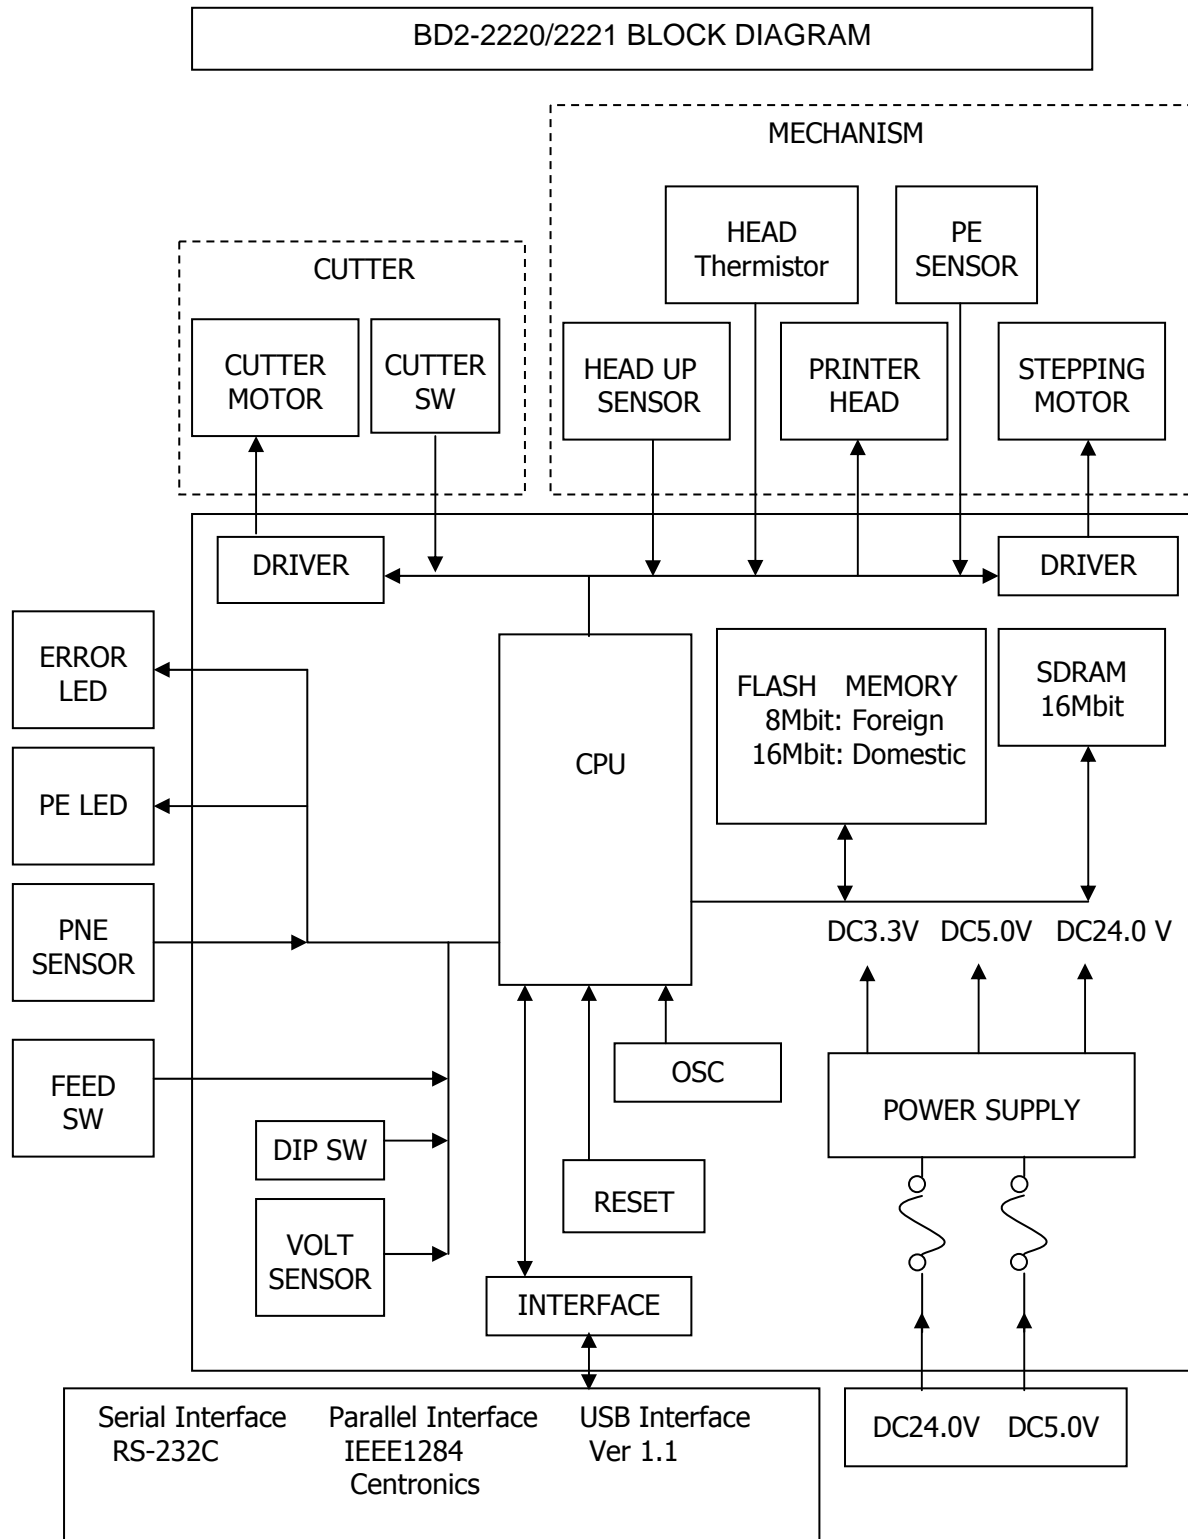 BD2-2220/2221 BLOCK DIAGRAM
MECHANISM
HEAD
Thermistor
PE
SENSOR
CUTTER
CUTTER
MOTOR
CUTTER
SW
HEAD UP
SENSOR
PRINTER
HEAD
STEPPING
MOTOR
DRIVER
DRIVER
ERROR
LED
FLASH MEMORY
8Mbit: Foreign
16Mbit: Domestic
SDRAM
16Mbit
CPU
PE LED
PNE
SENSOR
DC3.3V DC5.0V DC24.0 V
FEED
SW
OSC
POWER SUPPLY
DIP SW
RESET
VOLT
SENSOR
INTERFACE
Serial Interface Parallel Interface USB Interface
RS-232C IEEE1284 Ver 1.1
Centronics
DC24.0V DC5.0V